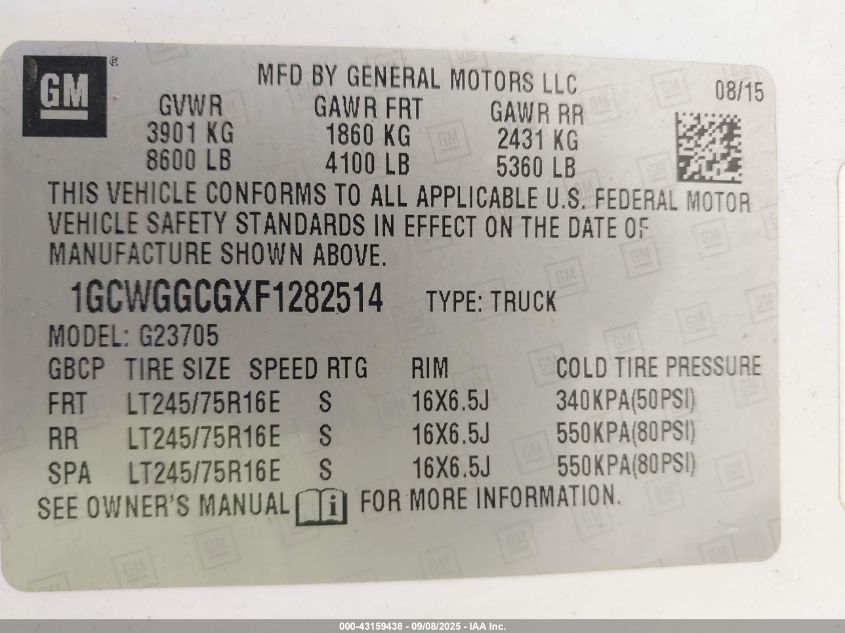 GM ®
MFD BY GENERAL MOTORS LLC
08/15
GVWR GAWR FRT GAWR RR
3901 KG 1860 KG 2431 KG
8600 LB 4100 LB 5360 LB
THIS VEHICLE CONFORMS TO ALL APPLICABLE U.S. FEDERAL MOTOR
VEHICLE SAFETY STANDARDS IN EFFECT ON THE DATE OF
MANUFACTURE SHOWN ABOVE.
1GCWGGCGXF1282514 TYPE: TRUCK
MODEL: G23705
GBCP TIRE SIZE SPEED RTG RIM COLD TIRE PRESSURE
FRT LT245/75R16E S 16X6.5J 340KPA(50PSI)
RR LT245/75R16E S 16X6.5J 550KPA(80PSI)
SPA LT245/75R16E S 16X6.5J 550KPA(80PSI)
SEE OWNER'S MANUAL i FOR MORE INFORMATION.
000-43159438 - 09/08/2025 - IAA Inc.